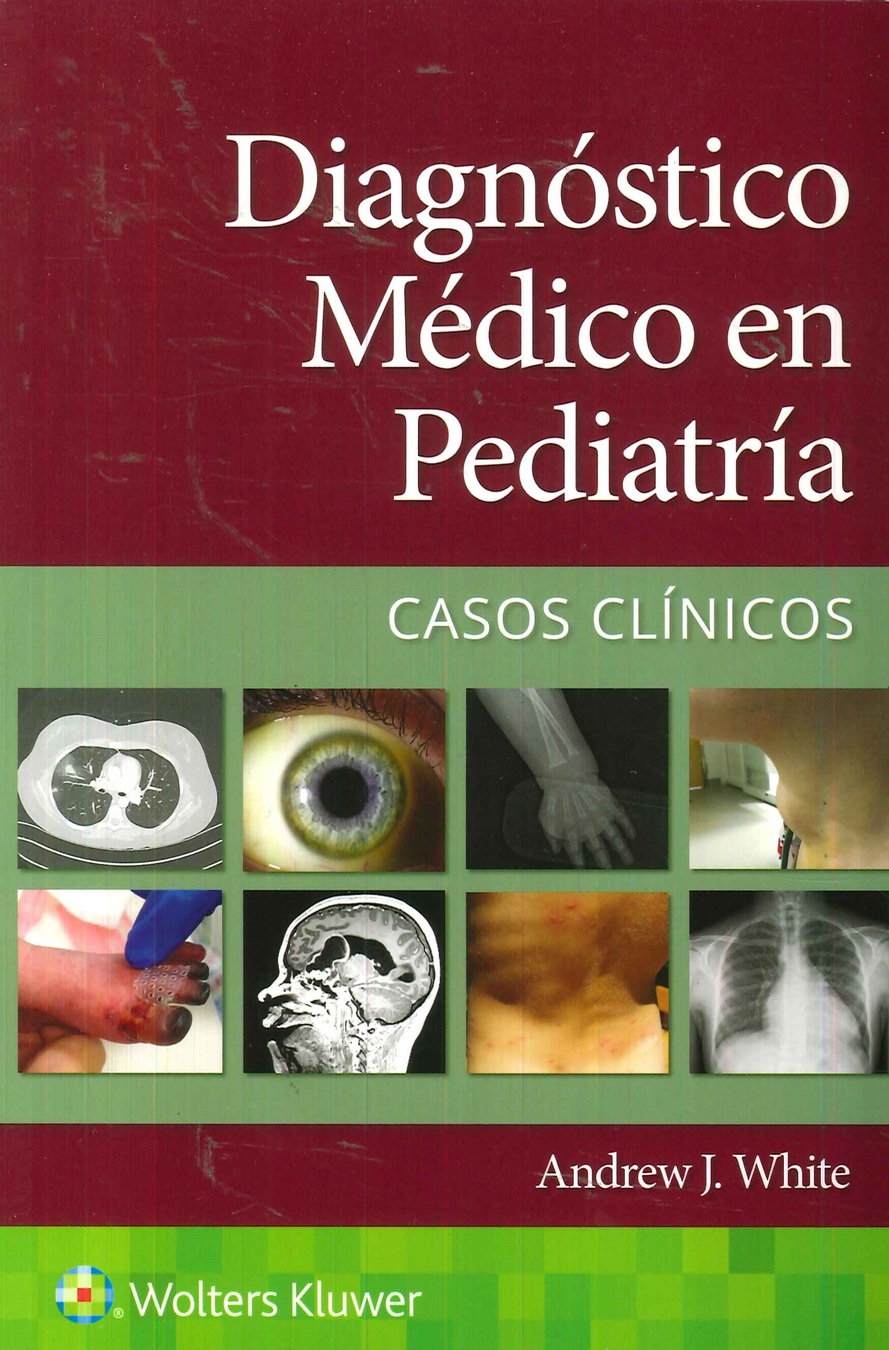 Diagnóstico
Médico en
Pediatría
CASOS CLÍNICOS
Andrew J. White
® Wolters Kluwer